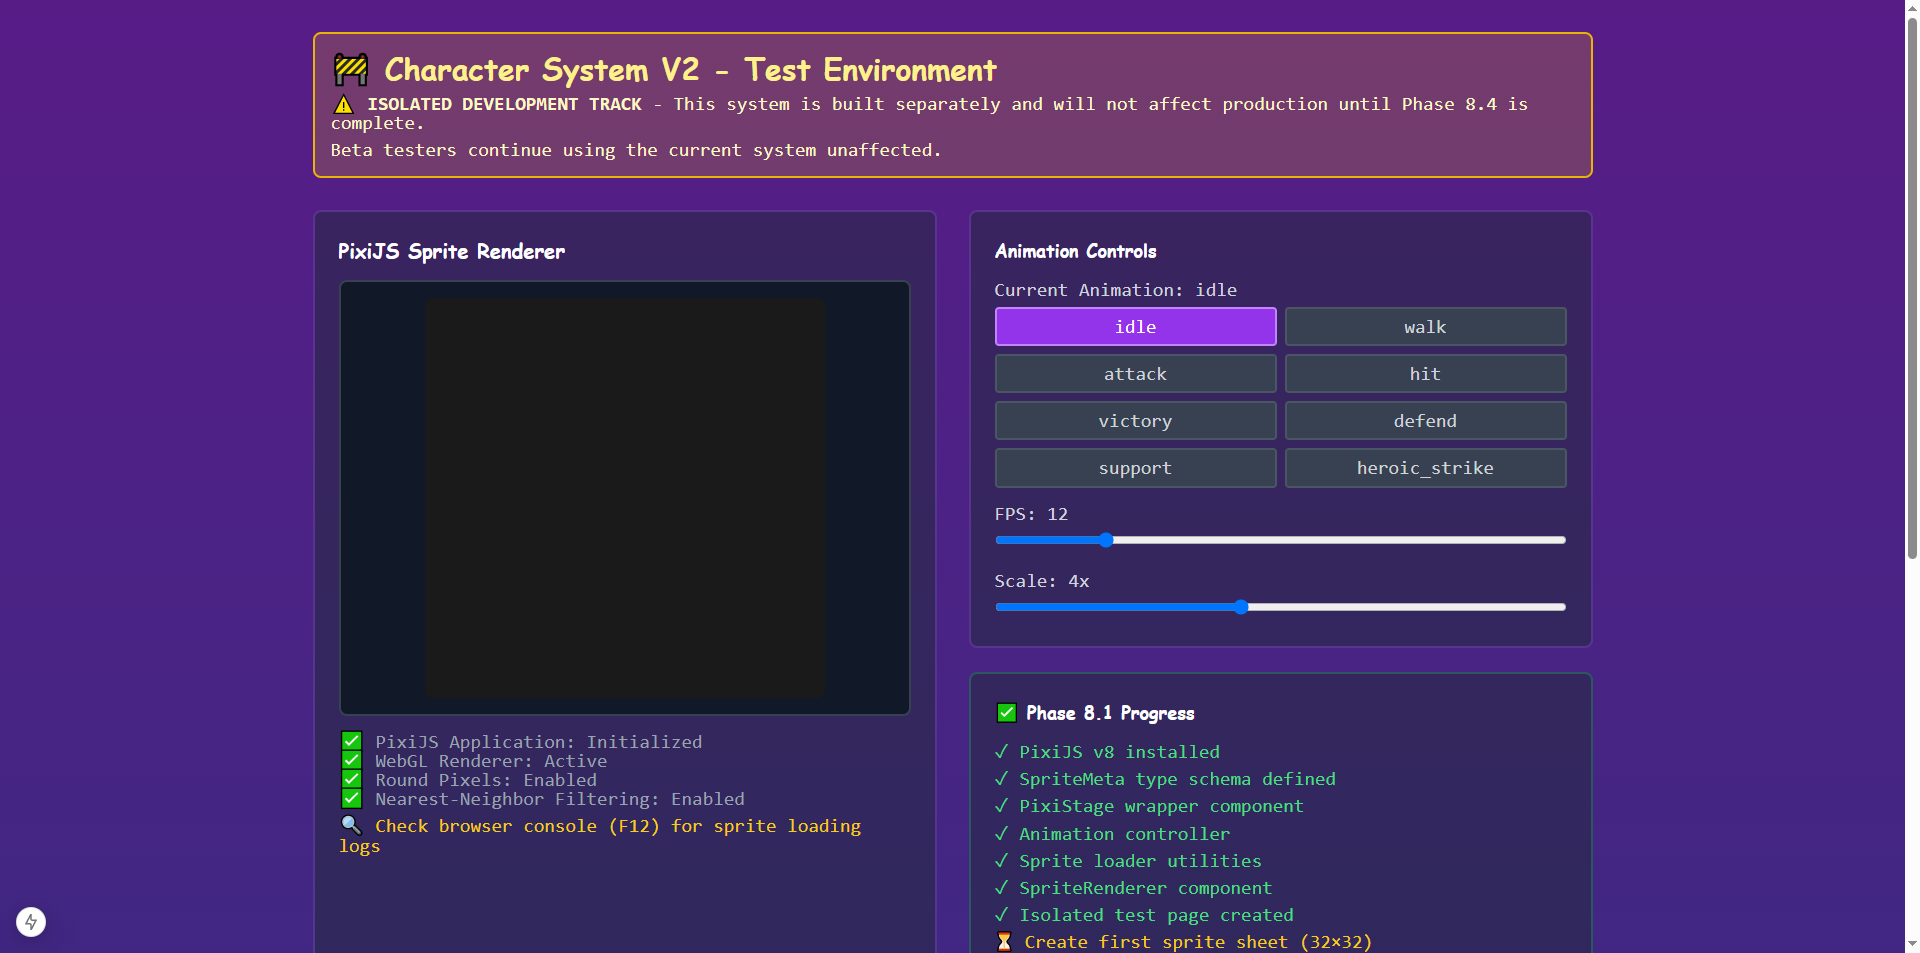 🚧 Character System V2 - Test Environment
⚠️ ISOLATED DEVELOPMENT TRACK - This system is built separately and will not affect production until Phase 8.4 is
complete.
Beta testers continue using the current system unaffected.
PixiJS Sprite Renderer
✅ PixiJS Application: Initialized
✅ WebGL Renderer: Active
✅ Round Pixels: Enabled
✅ Nearest-Neighbor Filtering: Enabled
🔍 Check browser console (F12) for sprite loading
logs
Animation Controls
Current Animation: idle
idle
walk
attack
hit
victory
defend
support
heroic_strike
FPS: 12
Scale: 4x
✅ Phase 8.1 Progress
✓ PixiJS v8 installed
✓ SpriteMeta type schema defined
✓ PixiStage wrapper component
✓ Animation controller
✓ Sprite loader utilities
✓ SpriteRenderer component
✓ Isolated test page created
⏳ Create first sprite sheet (32×32)